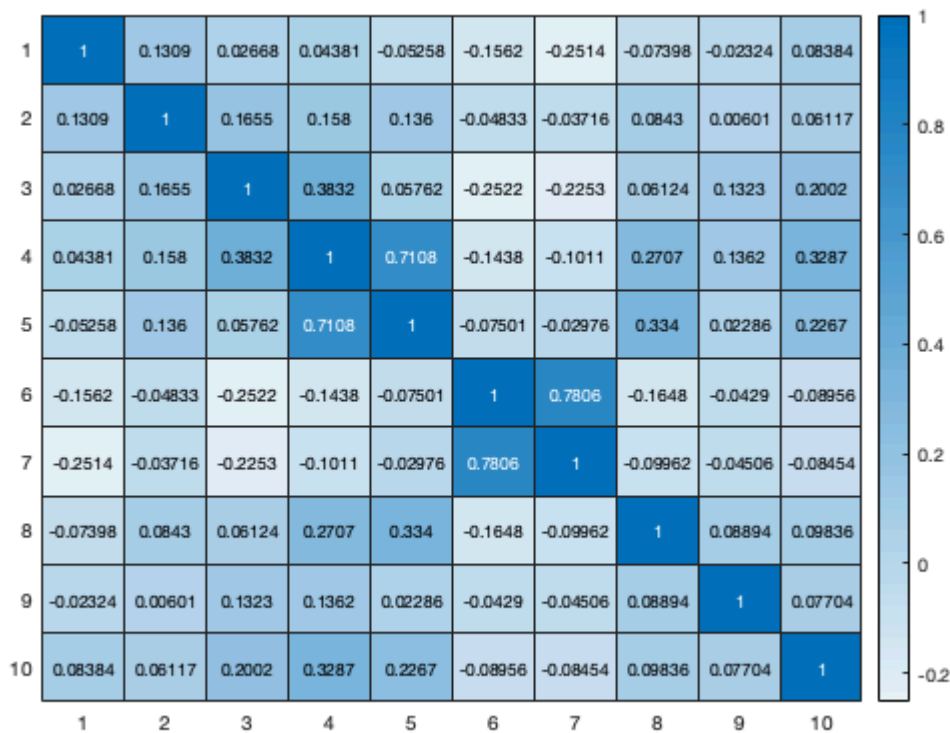 1 1 0.1309 0.02668 0.04381 -0.05258 -0.1562 -0.2514 -0.07398 -0.02324 0.08384
2 0.1309 1 0.1655 0.158 0.136 -0.04833 -0.03716 0.0843 0.00601 0.06117
3 0.02668 0.1655 1 0.3832 0.05762 -0.2522 -0.2253 0.06124 0.1323 0.2002
4 0.04381 0.158 0.3832 1 0.7108 -0.1438 -0.1011 0.2707 0.1362 0.3287
5 -0.05258 0.136 0.05762 0.7108 1 -0.07501 -0.02976 0.334 0.02286 0.2267
6 -0.1562 -0.04833 -0.2522 -0.1438 -0.07501 1 0.7806 -0.1648 -0.0429 -0.08956
7 -0.2514 -0.03716 -0.2253 -0.1011 -0.02976 0.7806 1 -0.09962 -0.04506 -0.08454
8 -0.07398 0.0843 0.06124 0.2707 0.334 -0.1648 -0.09962 1 0.08894 0.09836
9 -0.02324 0.00601 0.1323 0.1362 0.02286 -0.0429 -0.04506 0.08894 1 0.07704
10 0.08384 0.06117 0.2002 0.3287 0.2267 -0.08956 -0.08454 0.09836 0.07704 1
1 2 3 4 5 6 7 8 9 10
1
0.8
0.6
0.4
0.2
0
-0.2